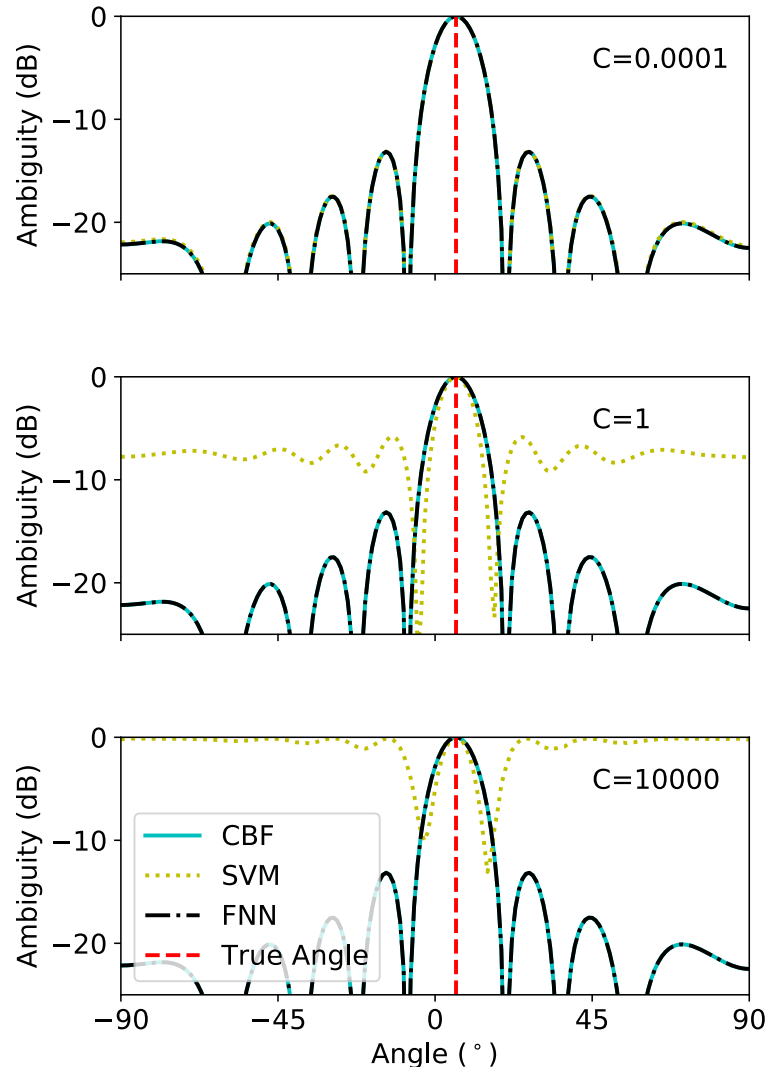 0
−10
−20
Ambiguity (dB)
C=0.0001
0
−10
−20
Ambiguity (dB)
C=1
0
−10
−20
Ambiguity (dB)
C=10000
CBF
SVM
FNN
True Angle
−90
−45
0
45
90
Angle (°)